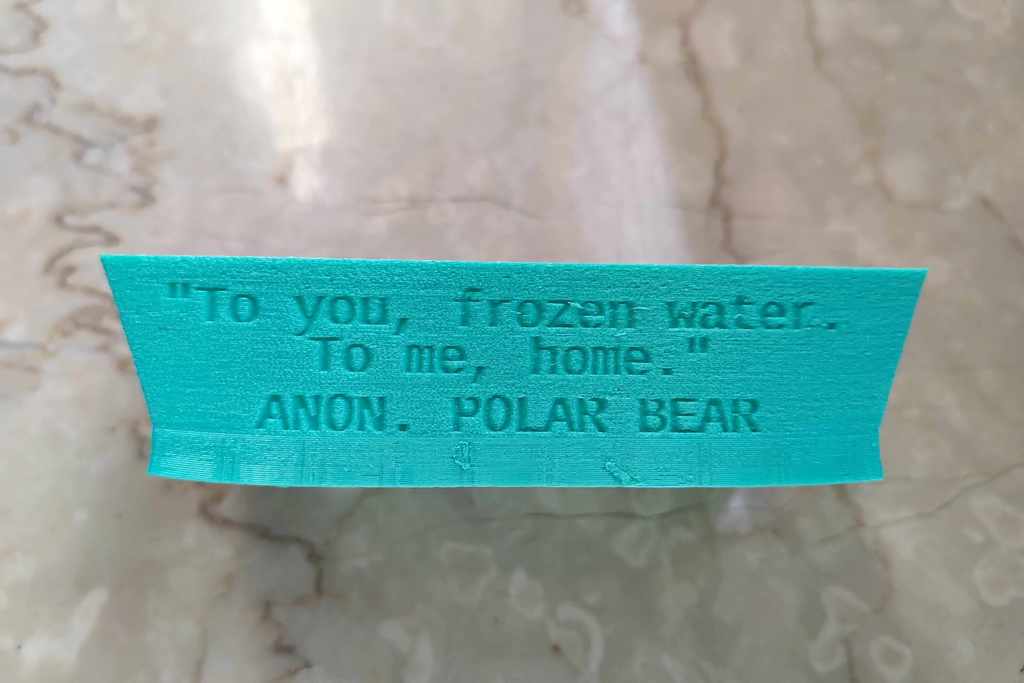 "To you, frozen water.
To me, home."
ANON. POLAR BEAR